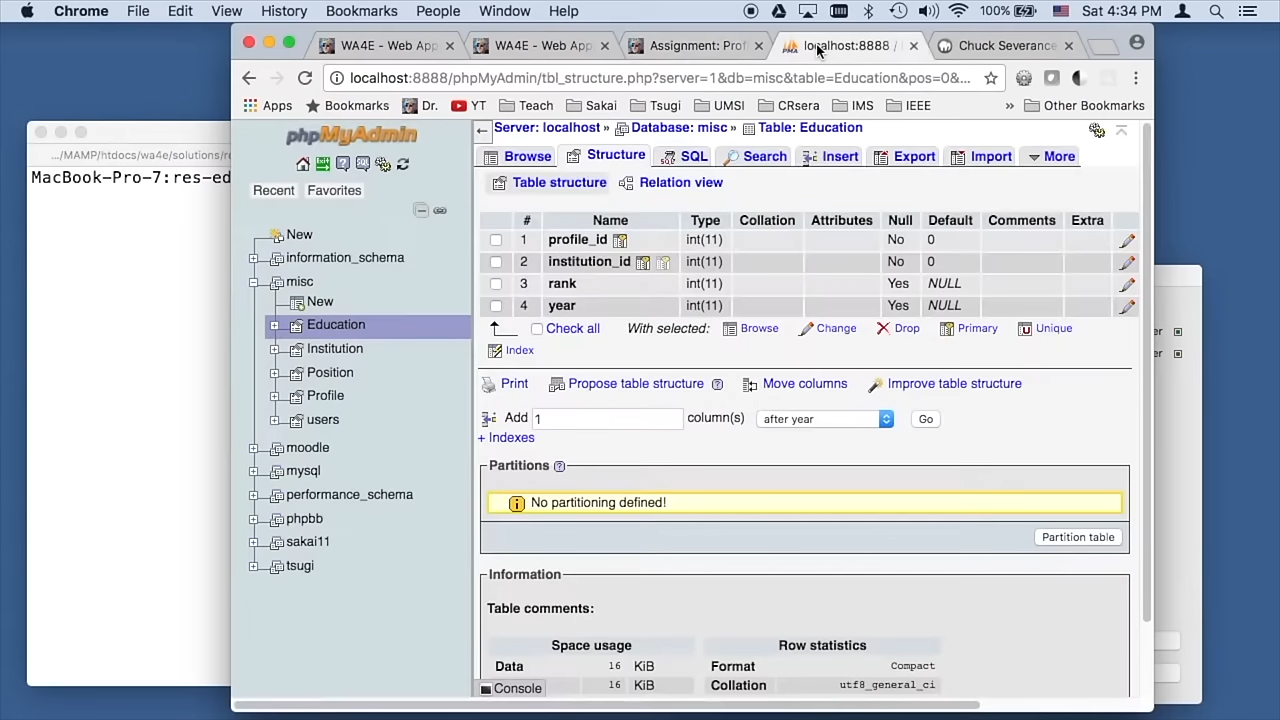 Chrome File Edit View History Bookmarks People Window Help 100% Sat 4:34 PM
WA4E - Web App
WA4E - Web App
Assignment: Prof
localhost:8888 /
Chuck Severance
localhost:8888/phpMyAdmin/tbl_structure.php?server=1&db=misc&table=Education&pos=0&...
Apps Bookmarks Dr. YT Teach Sakai Tsugi UMSI CRsera IMS IEEE » Other Bookmarks
.../MAMP/htdocs/wa4e/solutions/re
MacBook-Pro-7:res-ed
phpMyAdmin
Recent Favorites
New
information_schema
misc
New
Education
Institution
Position
Profile
users
moodle
mysql
performance_schema
phpbb
sakai11
tsugi
Server: localhost » Database: misc » Table: Education
Browse Structure SQL Search Insert Export Import More
Table structure Relation view
# Name Type Collation Attributes Null Default Comments Extra
1 profile_id int(11) No 0
2 institution_id int(11) No 0
3 rank int(11) Yes NULL
4 year int(11) Yes NULL
Check all With selected: Browse Change Drop Primary Unique
Index
Print Propose table structure Move columns Improve table structure
Add 1 column(s) after year Go
+ Indexes
Partitions
No partitioning defined!
Partition table
Information
Table comments:
Space usage Row statistics
Data 16 KiB Format Compact
16 KiB Collation utf8_general_ci
Console
er
er